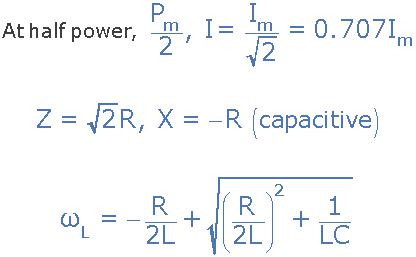 At half power, P_m/2, I = I_m/√2 = 0.707I_m
Z = √2R, X = −R (capacitive)
ω_L = −R/2L + √((R/2L)² + 1/LC)